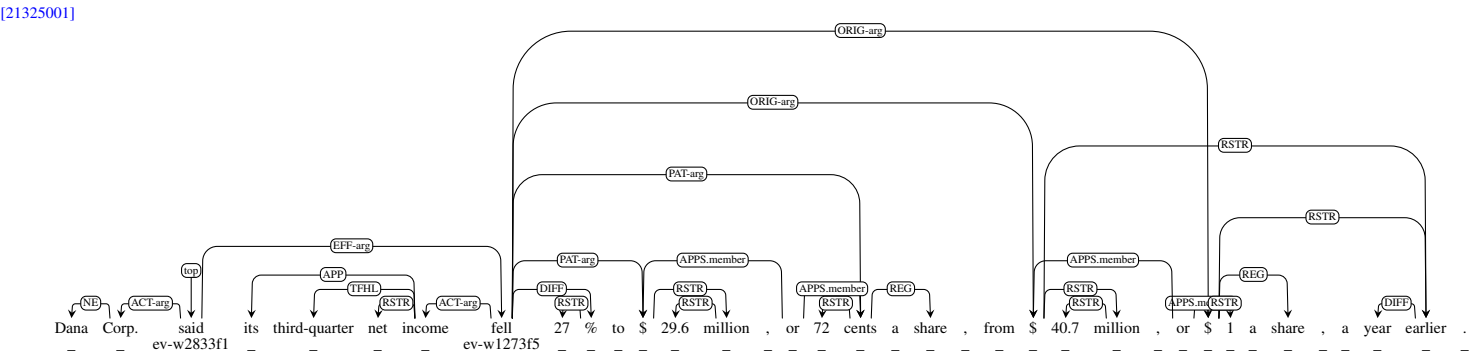 [21325001]
ORIG-arg
ORIG-arg
RSTR
PAT-arg
RSTR
EFF-arg
PAT-arg APPS.member APPS.member
top APP REG
TFHL DIFF RSTR APPS.member REG RSTR
NE ACT-arg RSTR ACT-arg RSTR RSTR RSTR RSTR RSTR DIFF
Dana Corp. said its third-quarter net income fell 27 % to $ 29.6 million , or 72 cents a share , from $ 40.7 million , or $ 1 a share , a year earlier .
ev-w2833f1 ev-w1273f5
_ _ _ _ _ _ _ _ _ _ _ _ _ _ _ _ _ _ _ _ _ _ _ _ _ _ _ _ _ _ _ _ _ _